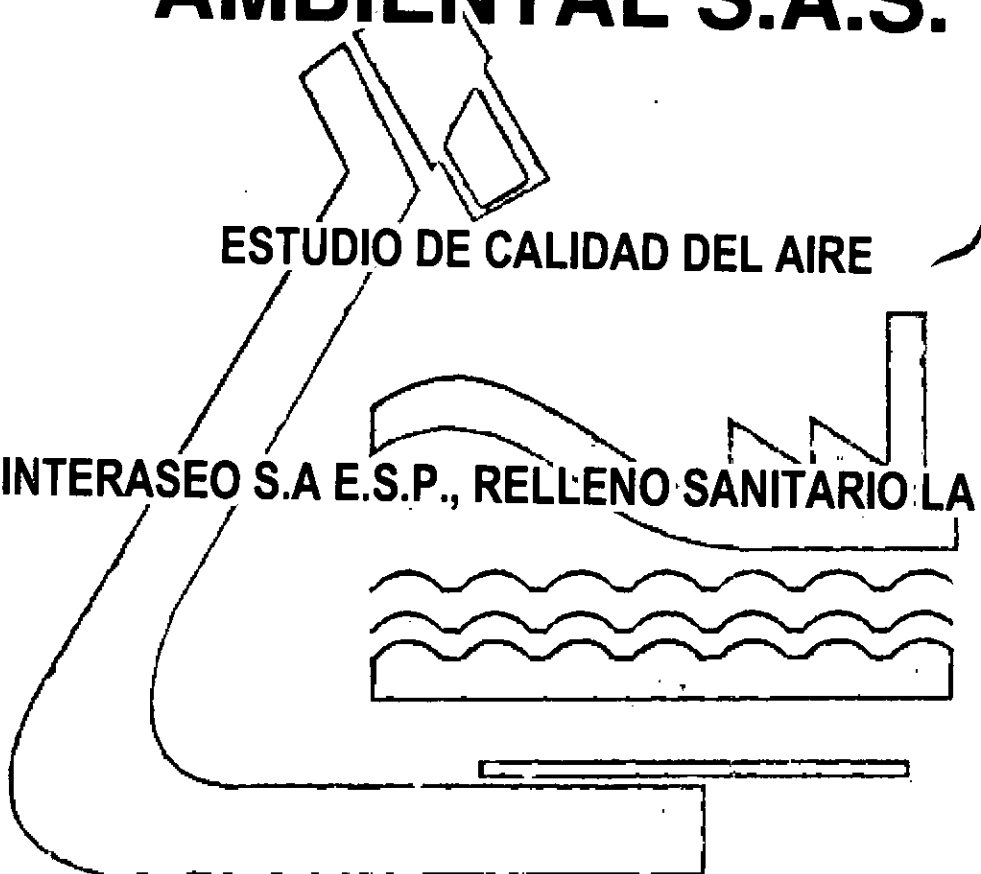 AMBIENTAL S.A.S.
ESTUDIO DE CALIDAD DEL AIRE
INTERASEO S.A E.S.P., RELLENO SANITARIO LA